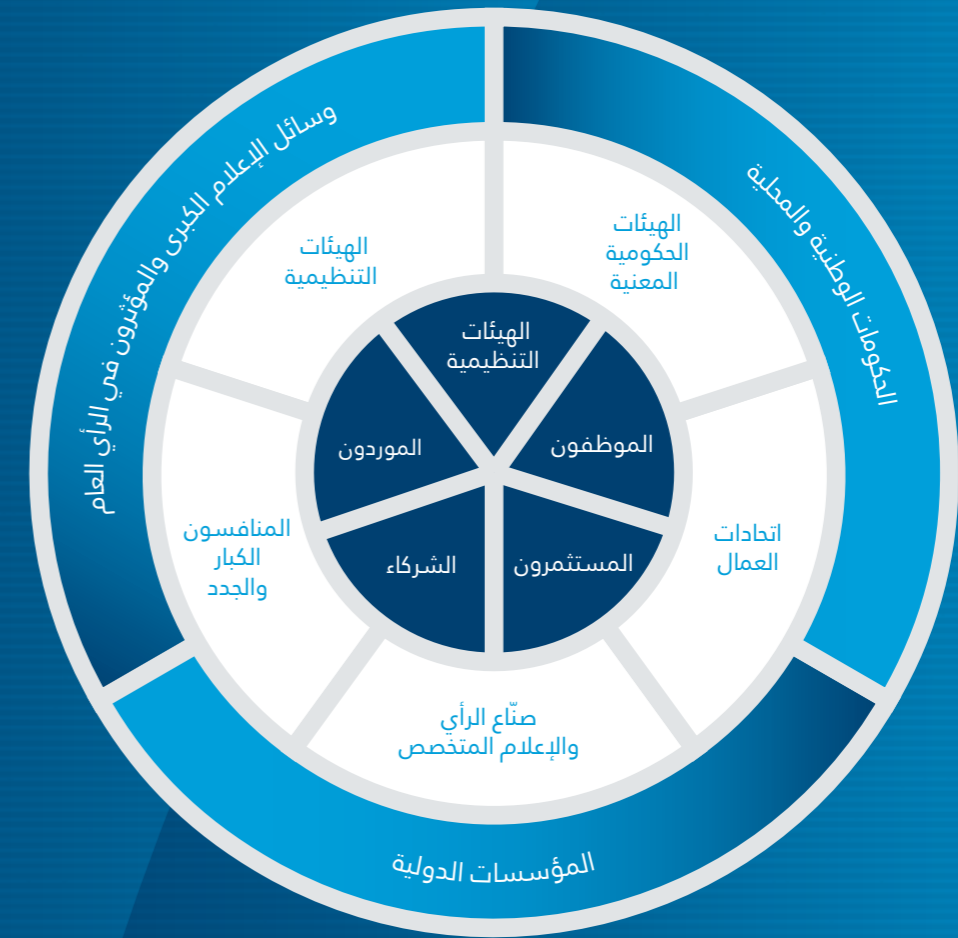 وسائل الإعلام الكبرى والمؤثرون في الرأي العام
الحكومات الوطنية والمحلية
المؤسسات الدولية
الهيئات
الحكومية
المعنية
الهيئات
التنظيمية
اتحادات
العمال
المنافسون
الكبار
والجدد
صنّاع الرأي
والإعلام المتخصص
الهيئات
التنظيمية
الموظفون
الموردون
المستثمرون
الشركاء